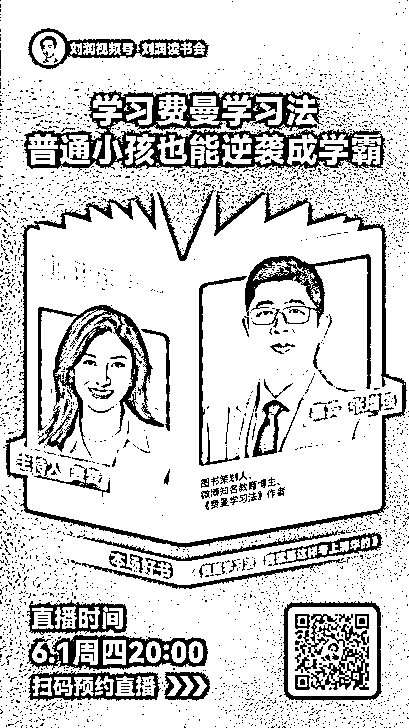 刘润视频号·刘润读书会
学习费曼学习法
普通小孩也能逆袭成学霸
主持人
图书策划人、
微博知名教育博主、
《费曼学习法》作者
本周好书
直播时间
6.1周四20:00
扫码预约直播